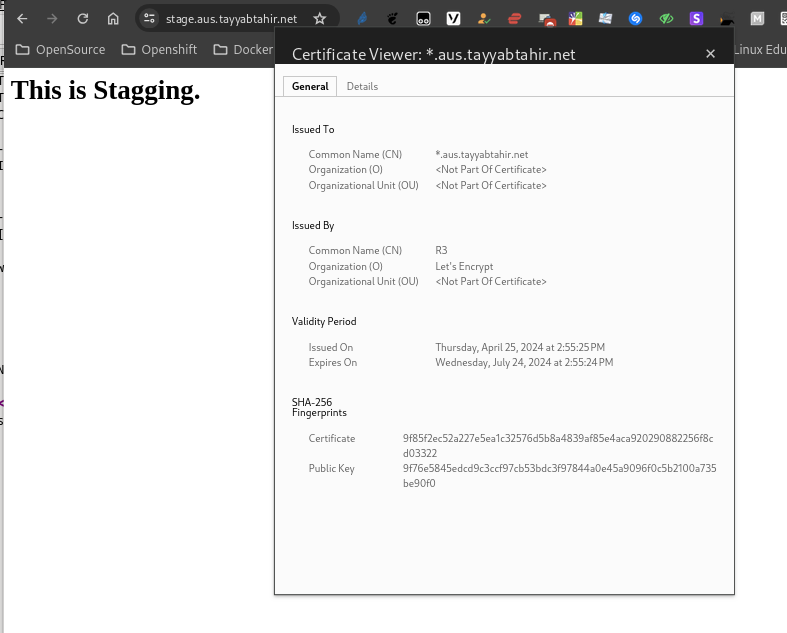 stage.aus.tayyabtahir.net
OpenSource Openshift Docker Linux Edu
This is Stagging.
Certificate Viewer: *.aus.tayyabtahir.net
General Details
Issued To
Common Name (CN) *.aus.tayyabtahir.net
Organization (O) <Not Part Of Certificate>
Organizational Unit (OU) <Not Part Of Certificate>
Issued By
Common Name (CN) R3
Organization (O) Let's Encrypt
Organizational Unit (OU) <Not Part Of Certificate>
Validity Period
Issued On Thursday, April 25, 2024 at 2:55:25 PM
Expires On Wednesday, July 24, 2024 at 2:55:24 PM
SHA-256
Fingerprints
Certificate 9f85f2ec52a227e5ea1c32576d5b8a4839af85e4aca920290882256f8c
d03322
Public Key 9f76e5845edcd9c3ccf97cb53bdc3f97844a0e45a9096f0c5b2100a735
be90f0